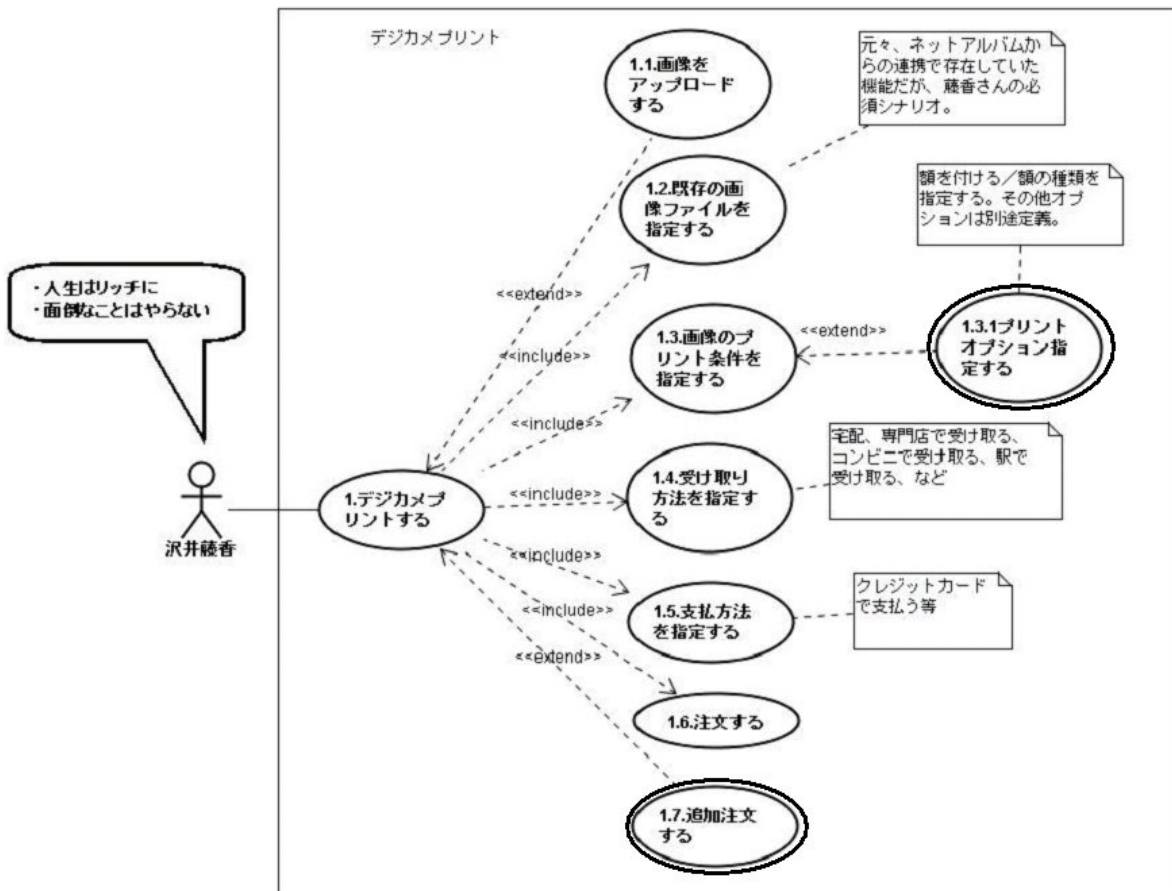 デジカメプリント
1.1.画像を
アップロード
する
元々、ネットアルバムか
らの連携で存在していた
機能だが、藤香さんの必
須シナリオ。
1.2.既存の画
像ファイルを
指定する
額を付ける／額の種類を
指定する。その他オプ
ションは別途定義。
・人生はリッチに
・面倒なことはやらない
<<extend>>
<<include>>
1.3.画像のプ
リント条件を
指定する
<<extend>>
1.3.1プリント
オプション指
定する
<<include>>
宅配、専門店で受け取る、
コンビニで受け取る、駅で
受け取る、など
1.4.受け取り
方法を指定す
る
<<include>>
1.デジカメプ
リントする
沢井藤香
<<include>>
クレジットカード
で支払う等
1.5.支払方法
を指定する
<<include>>
<<extend>>
1.6.注文する
1.7.追加注文
する